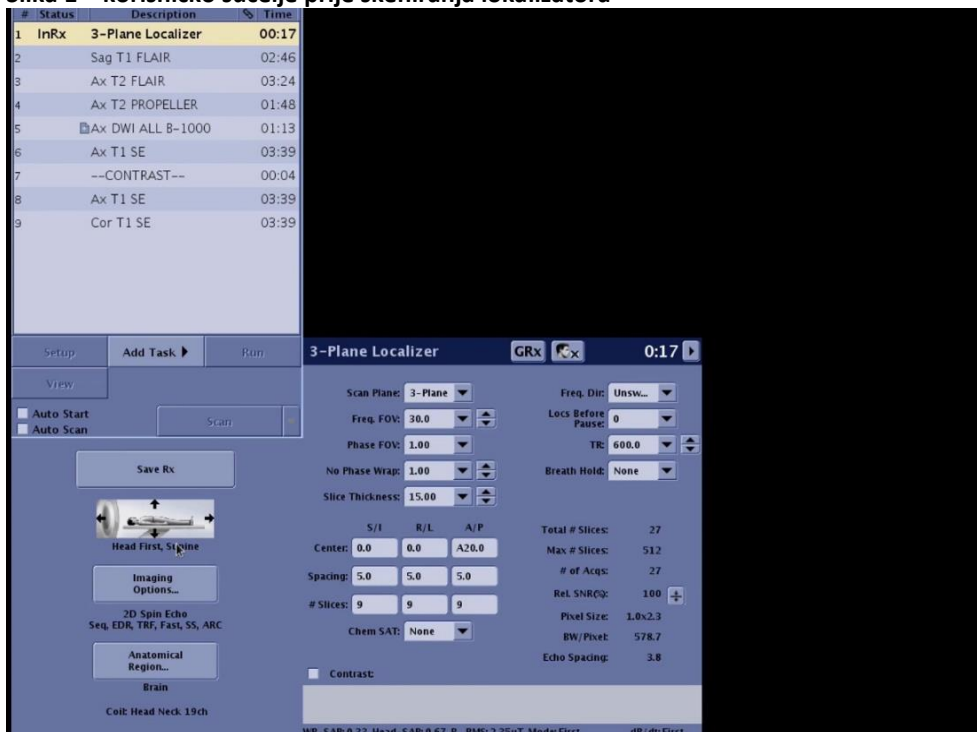 Slika 1 – korisničko sučelje prije skeniranja lokalizatora
# Status Description Time
1 InRx 3-Plane Localizer 00:17
2 Sag T1 FLAIR 02:46
3 Ax T2 FLAIR 03:24
4 Ax T2 PROPELLER 01:48
5 Ax DWI ALL B-1000 01:13
6 Ax T1 SE 03:39
7 --CONTRAST-- 00:04
8 Ax T1 SE 03:39
9 Cor T1 SE 03:39
Setup Add Task Run
View
Auto Start
Auto Scan
Scan
Save Rx
Head First, Supine
Imaging
Options...
2D Spin Echo
Seq, EDR, TRF, Fast, SS, ARC
Anatomical
Region...
Brain
Coil: Head Neck 19ch
3-Plane Localizer GRx x 0:17
Scan Plane: 3-Plane Freq. Dir: Unsw...
Freq. FOV: 30.0 Locs Before Pause: 0
Phase FOV: 1.00 TR: 600.0
No Phase Wrap: 1.00 Breath Hold: None
Slice Thickness: 15.00
S/I R/L A/P
Center: 0.0 0.0 A20.0
Spacing: 5.0 5.0 5.0
# Slices: 9 9 9
Chem SAT: None
Contrast:
Total # Slices: 27
Max # Slices: 512
# of Acqs: 27
Rel. SNR(%): 100
Pixel Size: 1.0x2.3
BW/Pixel: 578.7
Echo Spacing: 3.8